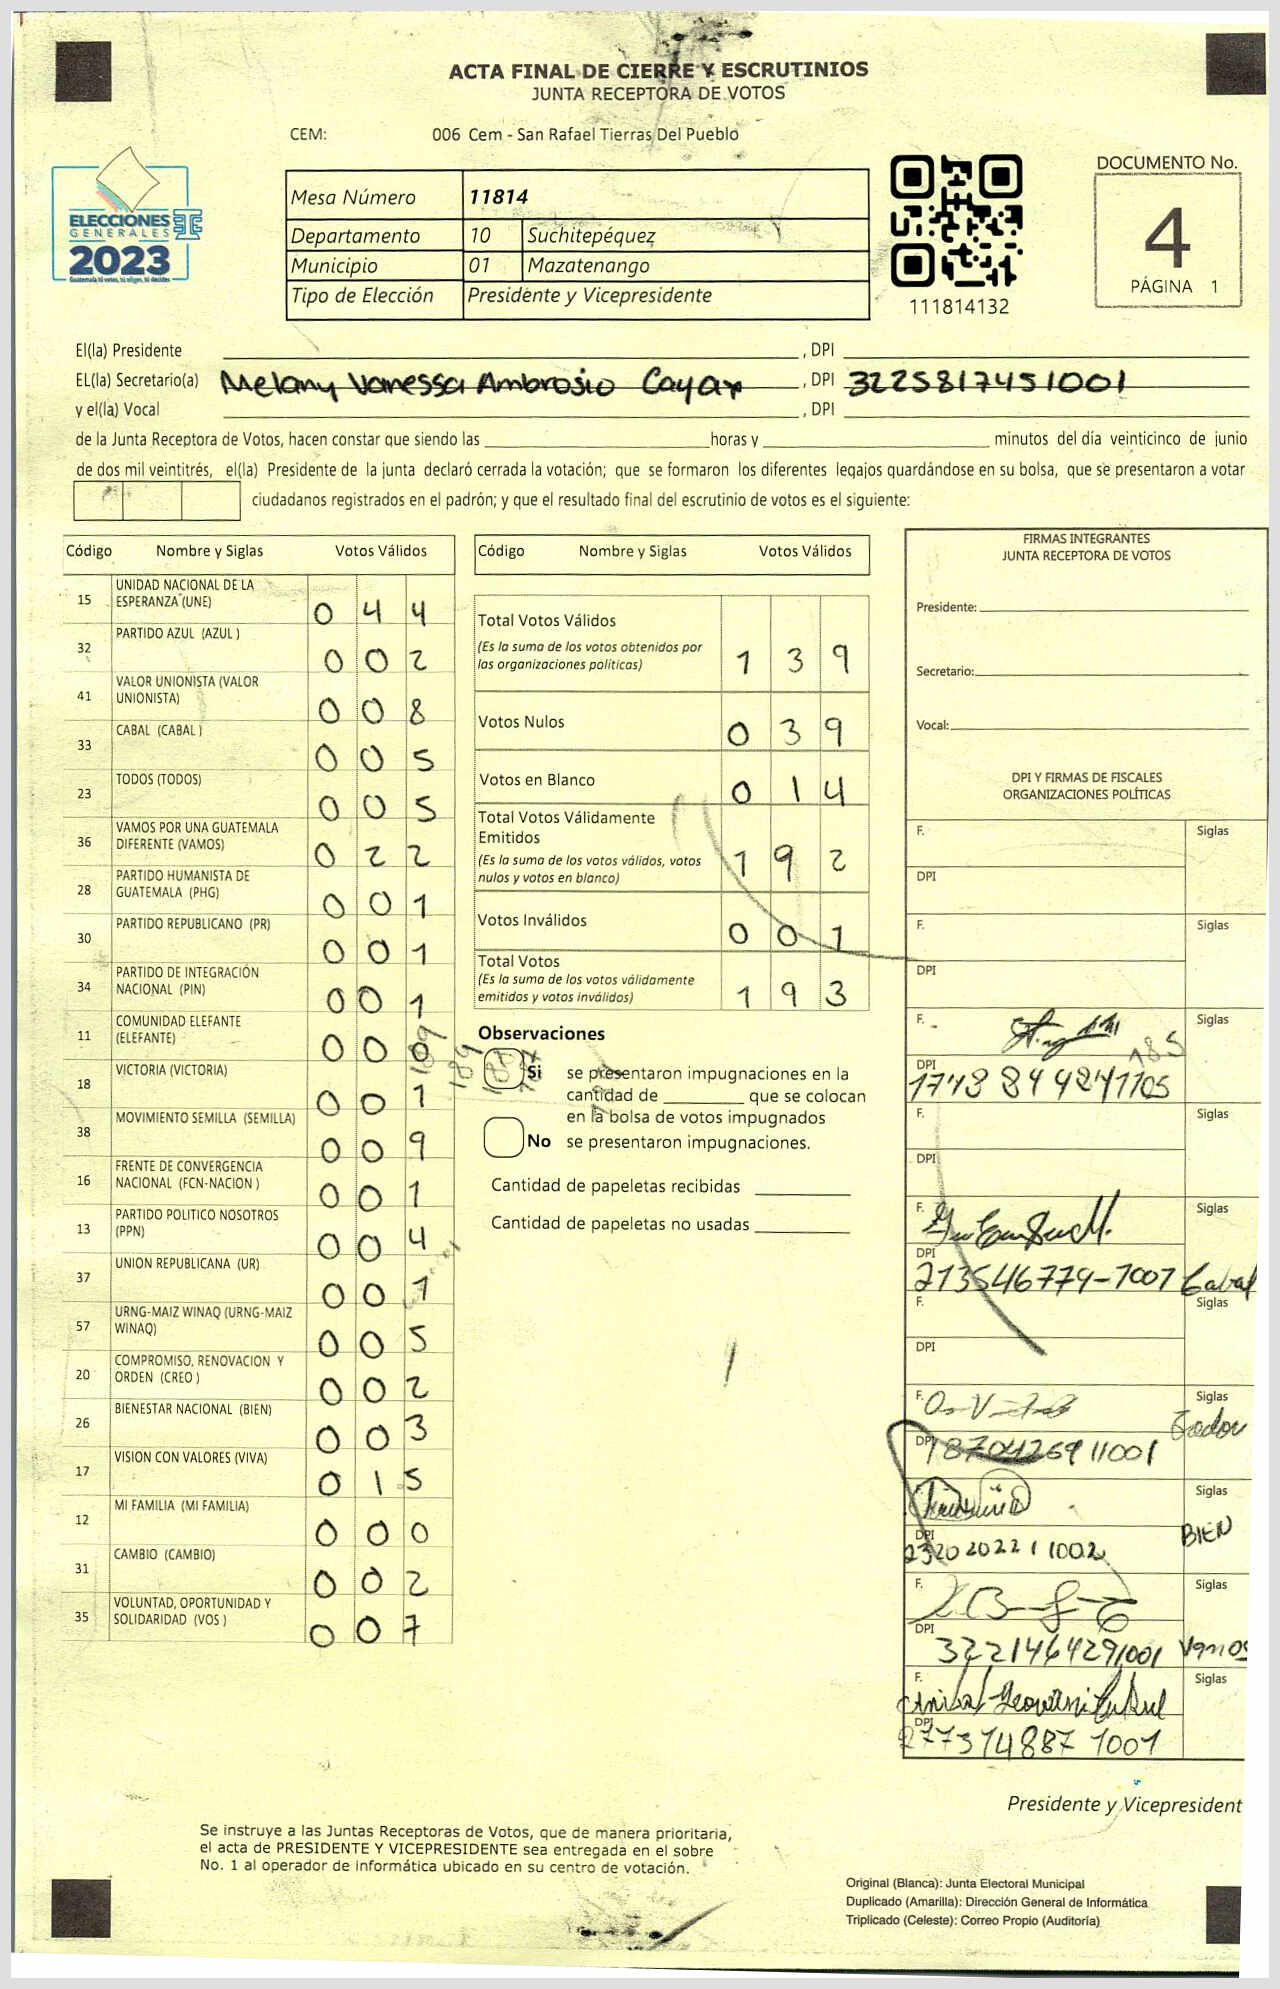 ACTA FINAL DE CIERRE Y ESCRUTINIOS
JUNTA RECEPTORA DE VOTOS
CEM: 006 Cem - San Rafael Tierras Del Pueblo
ELECCIONES
GENERALES
2023
Guatemala tú votas, tú eliges, tú decides
Mesa Número 11814
Departamento 10 Suchitepéquez
Municipio 01 Mazatenango
Tipo de Elección Presidente y Vicepresidente
111814132
DOCUMENTO No.
4
PÁGINA 1
El(la) Presidente , DPI
EL(la) Secretario(a) Melany Vanessa Ambrosio Cayax , DPI 3225817451001
y el(la) Vocal , DPI
de la Junta Receptora de Votos, hacen constar que siendo las horas y minutos del día veinticinco de junio
de dos mil veintitrés, el(la) Presidente de la junta declaró cerrada la votación; que se formaron los diferentes legajos guardándose en su bolsa, que se presentaron a votar
ciudadanos registrados en el padrón; y que el resultado final del escrutinio de votos es el siguiente:
Código Nombre y Siglas Votos Válidos
15 UNIDAD NACIONAL DE LA ESPERANZA (UNE) 0 4 4
32 PARTIDO AZUL (AZUL ) 0 0 2
41 VALOR UNIONISTA (VALOR UNIONISTA) 0 0 8
33 CABAL (CABAL ) 0 0 5
23 TODOS (TODOS) 0 0 5
36 VAMOS POR UNA GUATEMALA DIFERENTE (VAMOS) 0 2 2
28 PARTIDO HUMANISTA DE GUATEMALA (PHG) 0 0 1
30 PARTIDO REPUBLICANO (PR) 0 0 1
34 PARTIDO DE INTEGRACIÓN NACIONAL (PIN) 0 0 1
11 COMUNIDAD ELEFANTE (ELEFANTE) 0 0 0
18 VICTORIA (VICTORIA) 0 0 1
38 MOVIMIENTO SEMILLA (SEMILLA) 0 0 9
16 FRENTE DE CONVERGENCIA NACIONAL (FCN-NACION ) 0 0 1
13 PARTIDO POLITICO NOSOTROS (PPN) 0 0 4
37 UNION REPUBLICANA (UR) 0 0 1
57 URNG-MAIZ WINAQ (URNG-MAIZ WINAQ) 0 0 5
20 COMPROMISO, RENOVACION Y ORDEN (CREO ) 0 0 2
26 BIENESTAR NACIONAL (BIEN) 0 0 3
17 VISION CON VALORES (VIVA) 0 1 5
12 MI FAMILIA (MI FAMILIA) 0 0 0
31 CAMBIO (CAMBIO) 0 0 2
35 VOLUNTAD, OPORTUNIDAD Y SOLIDARIDAD (VOS ) 0 0 7
Código Nombre y Siglas Votos Válidos
Total Votos Válidos
(Es la suma de los votos obtenidos por
las organizaciones políticas) 1 3 9
Votos Nulos 0 3 9
Votos en Blanco 0 1 4
Total Votos Válidamente
Emitidos
(Es la suma de los votos válidos, votos
nulos y votos en blanco) 1 9 2
Votos Inválidos 0 0 1
Total Votos
(Es la suma de los votos válidamente
emitidos y votos inválidos) 1 9 3
Observaciones
Si se presentaron impugnaciones en la
cantidad de que se colocan
en la bolsa de votos impugnados
No se presentaron impugnaciones.
Cantidad de papeletas recibidas
Cantidad de papeletas no usadas
189
189
FIRMAS INTEGRANTES
JUNTA RECEPTORA DE VOTOS
Presidente:
Secretario:
Vocal:
DPI Y FIRMAS DE FISCALES
ORGANIZACIONES POLÍTICAS
F. Siglas
DPI
F. Siglas
DPI
F. Siglas
185
DPI 1743844241105
F. Siglas
DPI
F. Siglas
DPI 213546779-1001 Cabal
F. Siglas
DPI
F. Siglas
DPI 1870426911001
F. Siglas
DPI 2320202211002 BIEN
F. Siglas
DPI 3221464291001 Vamos
F. Siglas
DPI 2773148871001
Presidente y Vicepresident
Se instruye a las Juntas Receptoras de Votos, que de manera prioritaria,
el acta de PRESIDENTE Y VICEPRESIDENTE sea entregada en el sobre
No. 1 al operador de informática ubicado en su centro de votación.
Original (Blanca): Junta Electoral Municipal
Duplicado (Amarilla): Dirección General de Informática
Triplicado (Celeste): Correo Propio (Auditoría)